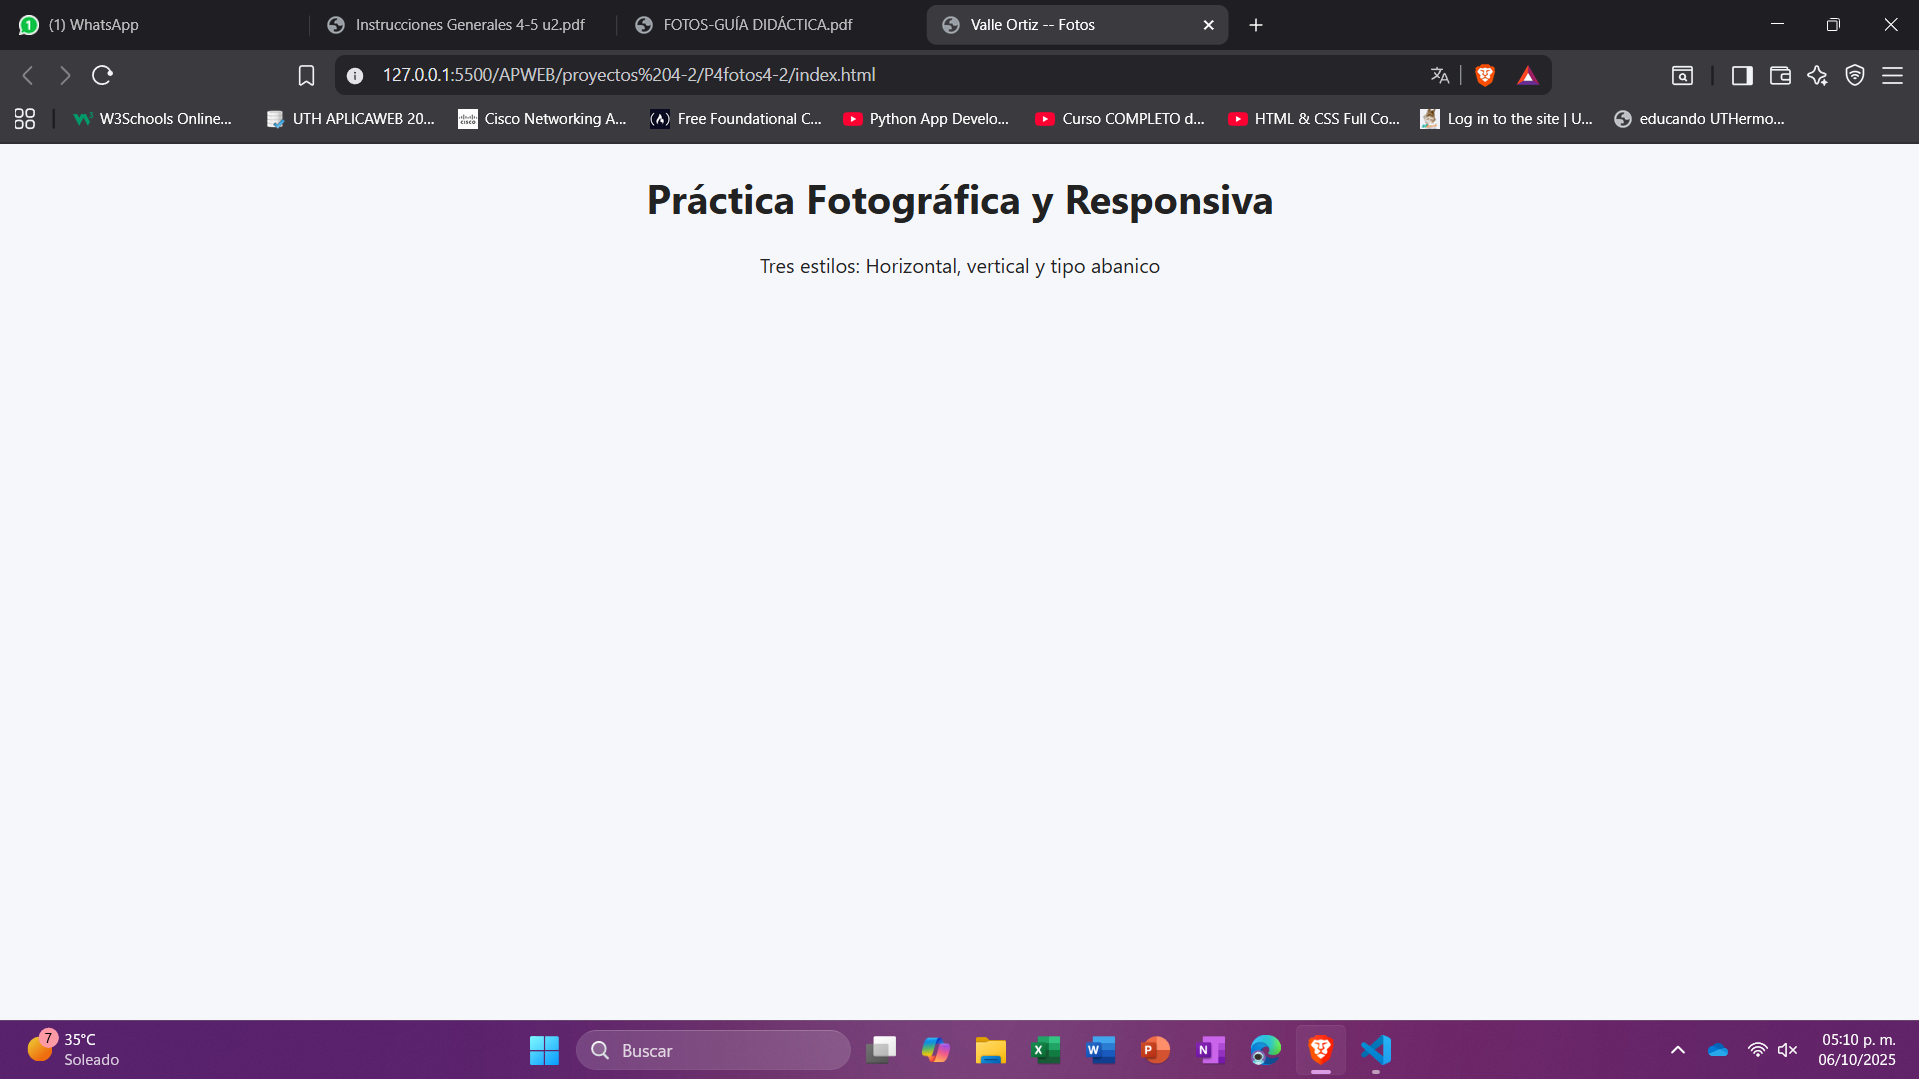 (1) WhatsApp
Instrucciones Generales 4-5 u2.pdf
FOTOS-GUÍA DIDÁCTICA.pdf
Valle Ortiz -- Fotos
127.0.0.1:5500/APWEB/proyectos%204-2/P4fotos4-2/index.html
W3Schools Online...
UTH APLICAWEB 20...
Cisco Networking A...
Free Foundational C...
Python App Develo...
Curso COMPLETO d...
HTML & CSS Full Co...
Log in to the site | U...
educando UTHermo...
Práctica Fotográfica y Responsiva
Tres estilos: Horizontal, vertical y tipo abanico
7
35°C
Soleado
Buscar
05:10 p. m.
06/10/2025